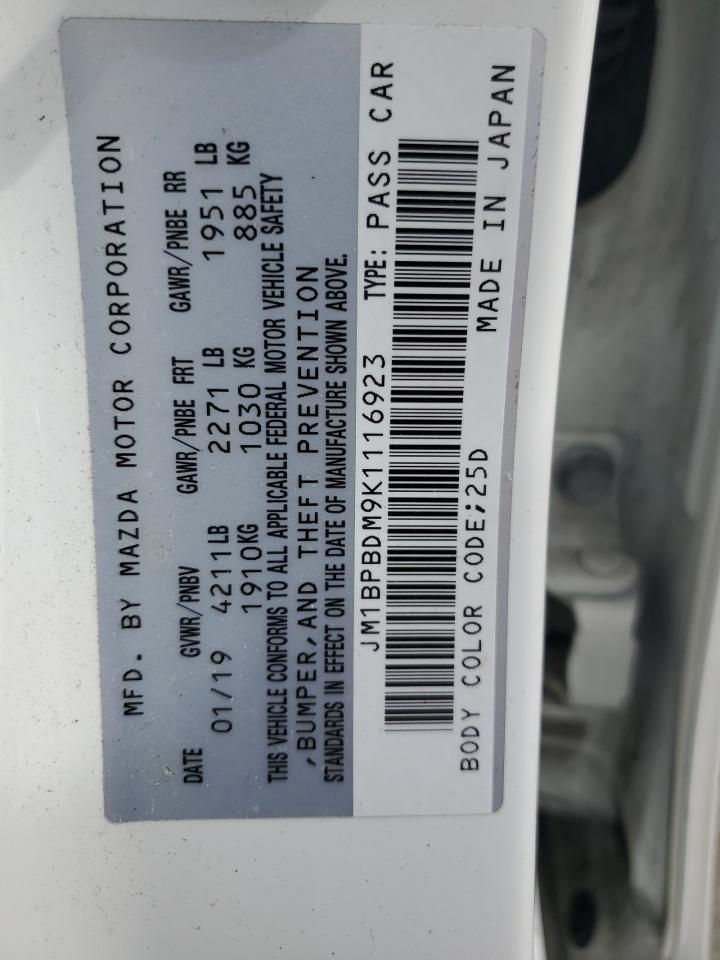 MFD. BY MAZDA MOTOR CORPORATION
DATE GVWR/PNBV GAWR/PNBE FRT GAWR/PNBE RR
01/19 4211LB 2271 LB 1951 LB
1910KG 1030 KG 885 KG
THIS VEHICLE CONFORMS TO ALL APPLICABLE FEDERAL MOTOR VEHICLE SAFETY
,BUMPER,AND THEFT PREVENTION
STANDARDS IN EFFECT ON THE DATE OF MANUFACTURE SHOWN ABOVE.
JM1BPBDM9K1116923 TYPE: PASS CAR
BODY COLOR CODE;25D MADE IN JAPAN